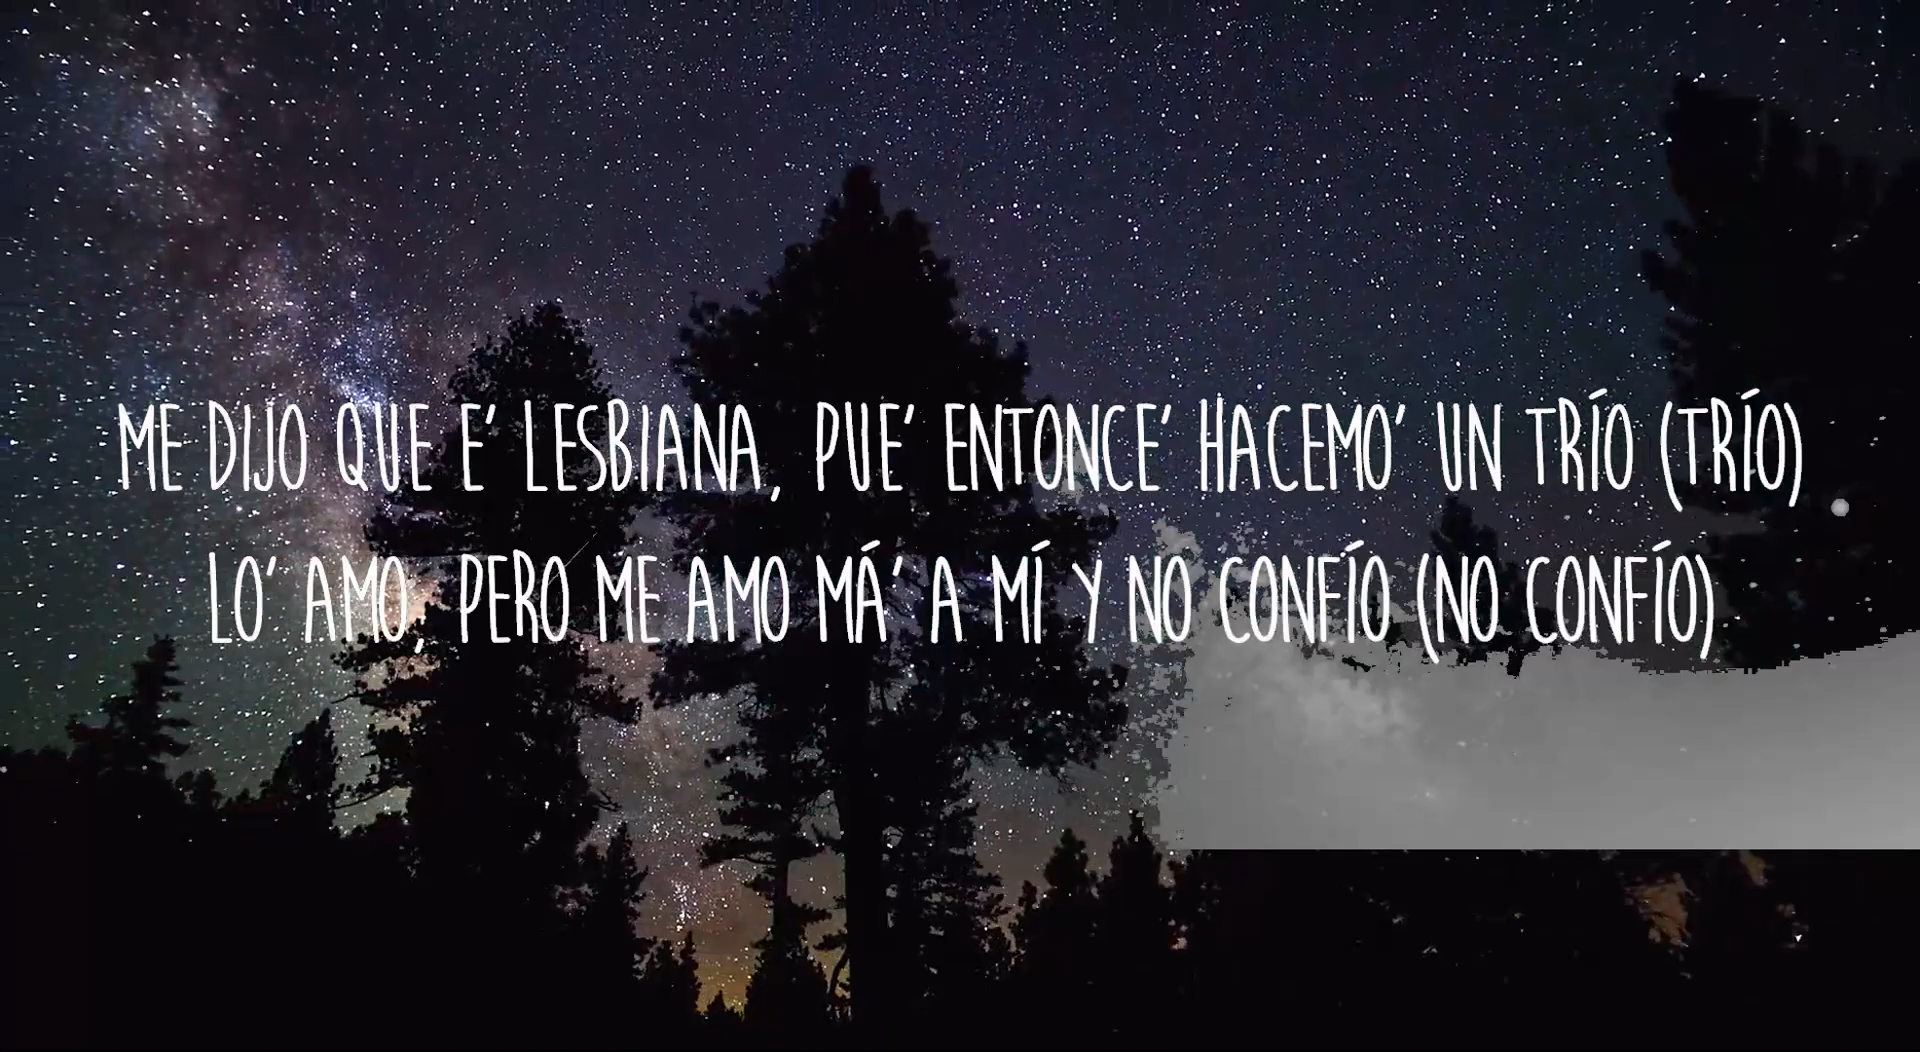 ME DIJO QUE E' LESBIANA, PUE' ENTONCE' HACEMO' UN TRÍO (TRÍO)
LO' AMO, PERO ME AMO MÁ' A MÍ Y NO CONFÍO (NO CONFÍO)